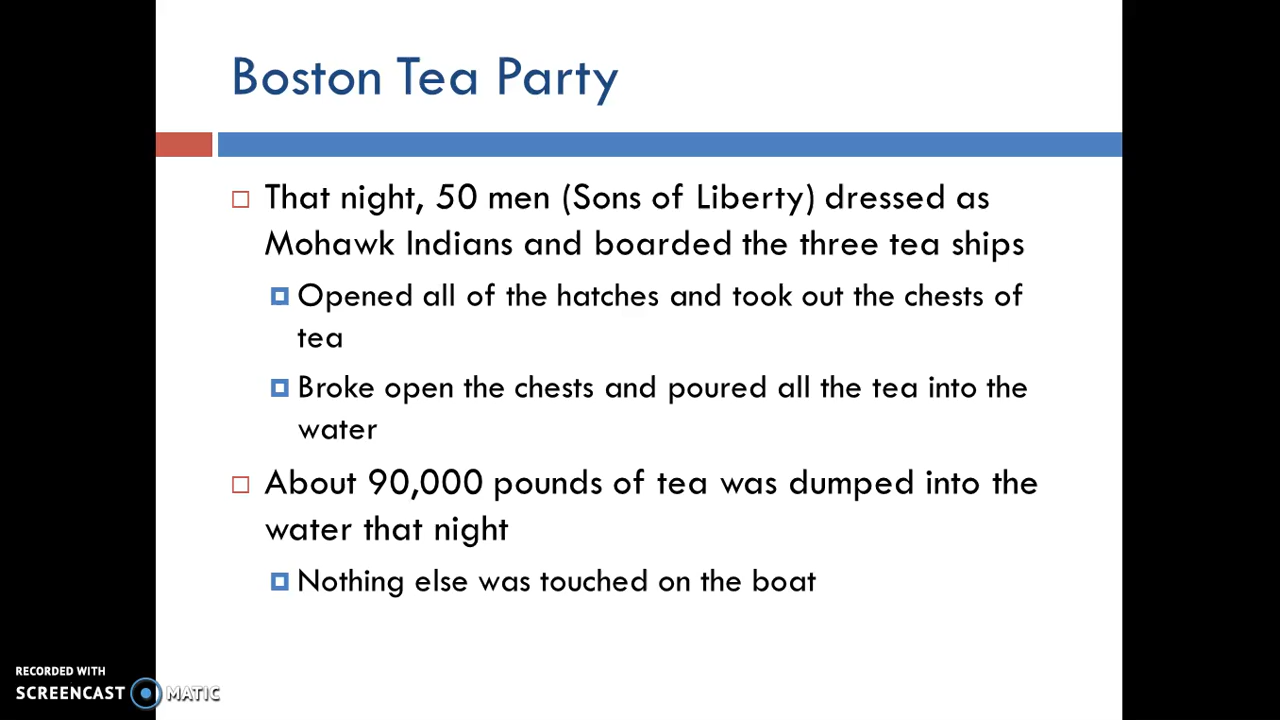 Boston Tea Party
That night, 50 men (Sons of Liberty) dressed as
Mohawk Indians and boarded the three tea ships
Opened all of the hatches and took out the chests of
tea
Broke open the chests and poured all the tea into the
water
About 90,000 pounds of tea was dumped into the
water that night
Nothing else was touched on the boat
RECORDED WITH
SCREENCAST MATIC